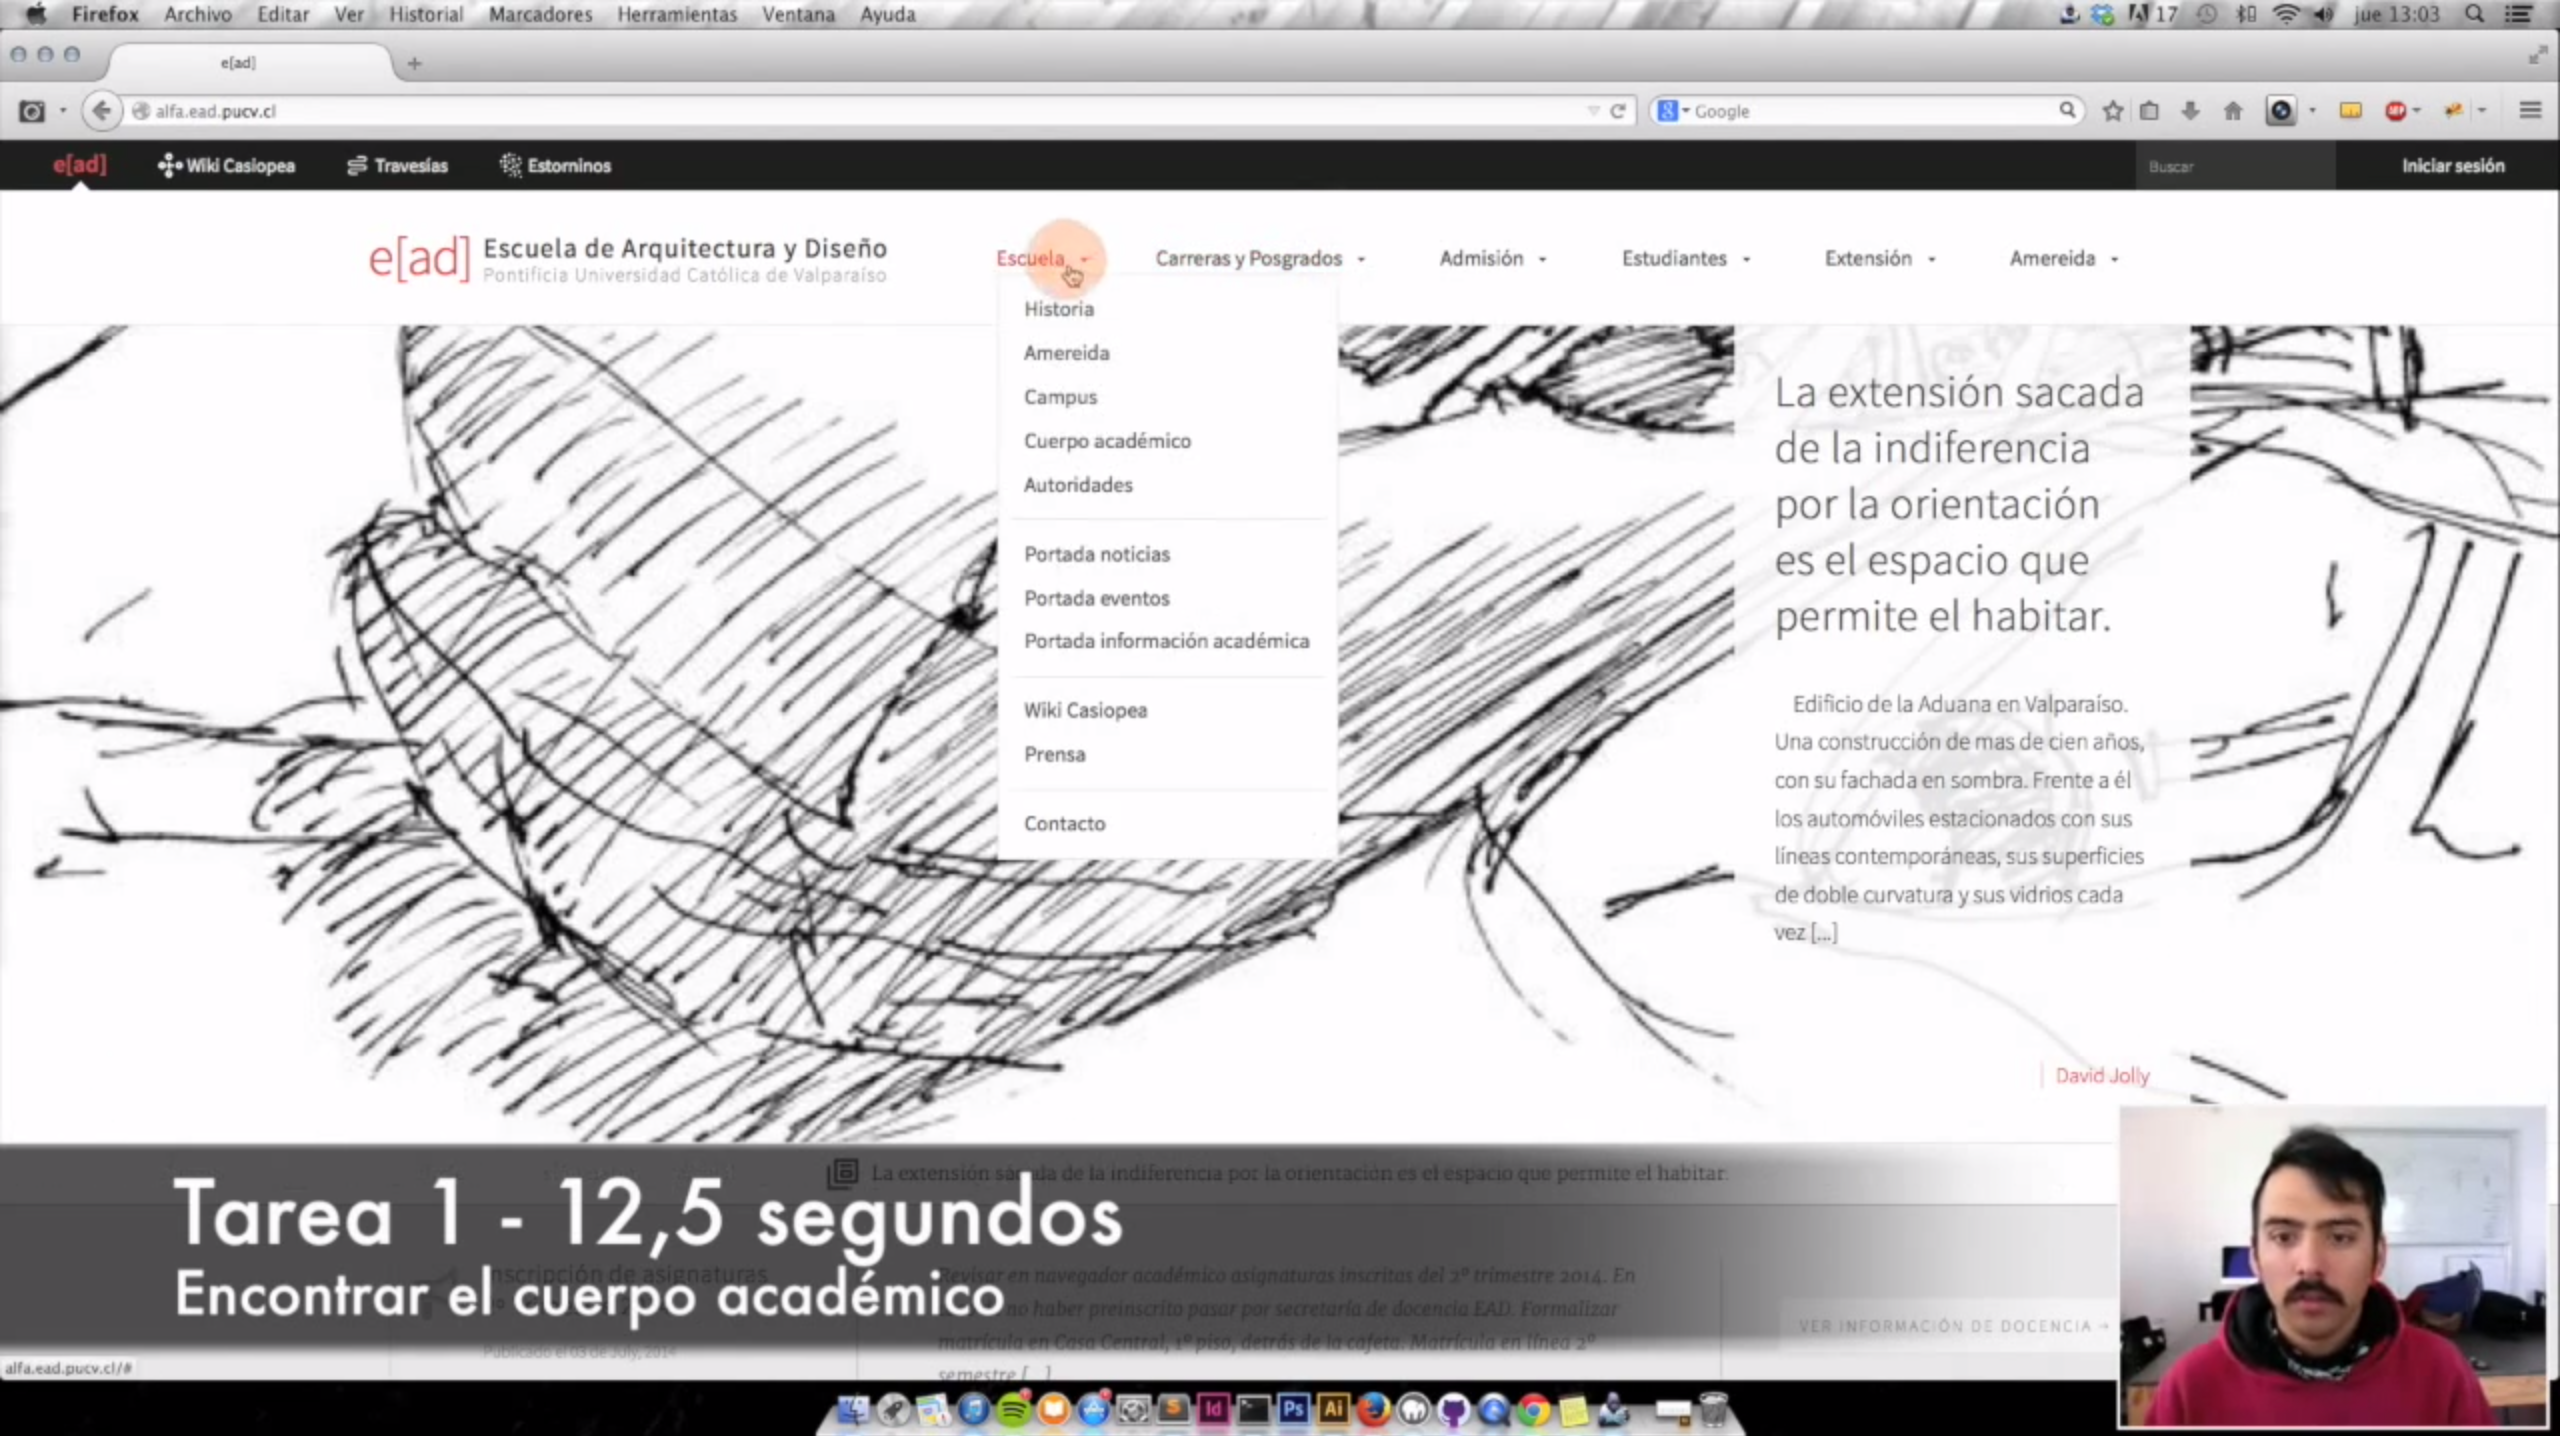 Firefox Archivo Editar Ver Historial Marcadores Herramientas Ventana Ayuda
17 jue 13:03
e[ad]
alfa.ead.pucv.cl
Google
e[ad] Wiki Casiopea Travesías Estorninos
Buscar Iniciar sesión
e[ad] Escuela de Arquitectura y Diseño
Pontificia Universidad Católica de Valparaíso
Escuela Carreras y Posgrados Admisión Estudiantes Extensión Amereida
Historia
Amereida
Campus
Cuerpo académico
Autoridades
Portada noticias
Portada eventos
Portada información académica
Wiki Casiopea
Prensa
Contacto
La extensión sacada
de la indiferencia
por la orientación
es el espacio que
permite el habitar.
Edificio de la Aduana en Valparaíso.
Una construcción de mas de cien años,
con su fachada en sombra. Frente a él
los automóviles estacionados con sus
líneas contemporáneas, sus superficies
de doble curvatura y sus vidrios cada
vez [...]
David Jolly
La extensión sacada de la indiferencia por la orientación es el espacio que permite el habitar.
Tarea 1 - 12,5 segundos
Encontrar el cuerpo académico
Inscripción de asignaturas
Publicado el 03 de July, 2014
Revisar en navegador académico asignaturas inscritas del 2º trimestre 2014. En
no haber preinscrito pasar por secretaría de docencia EAD. Formalizar
matrícula en Casa Central, 1º piso, detrás de la cafeta. Matrícula en línea 2º
semestre [...]
VER INFORMACIÓN DE DOCENCIA →
alfa.ead.pucv.cl/#
Id Ps Ai